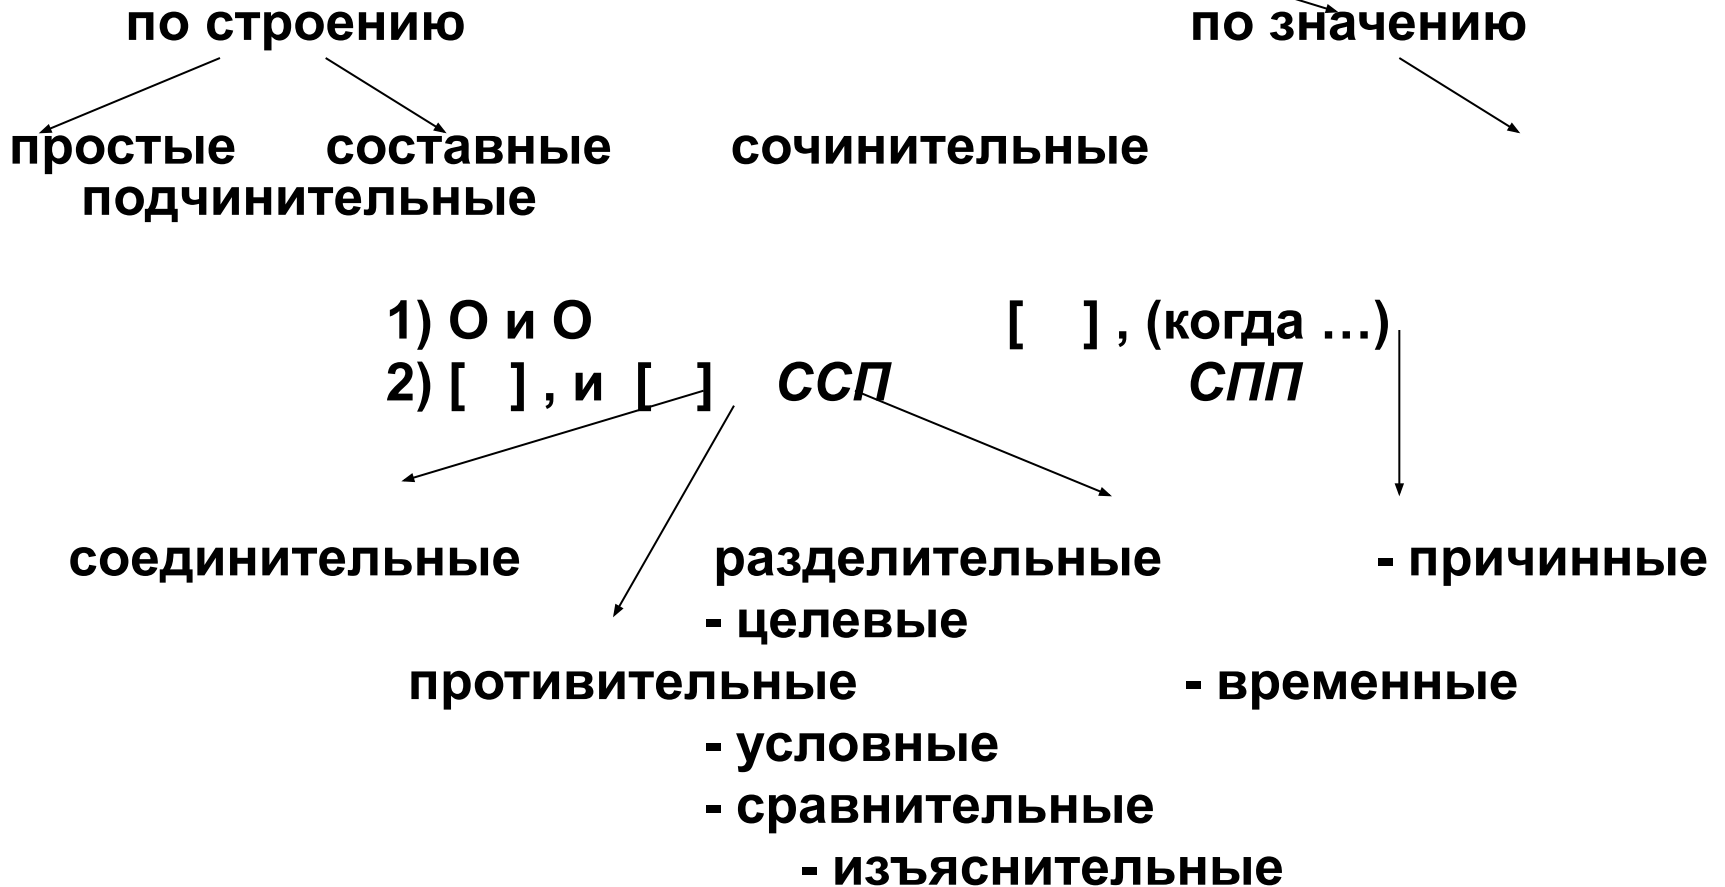 по строению по значению
простые составные сочинительные
подчинительные
1) О и О [ ] , (когда …)
2) [ ] , и [ ] ССП СПП
соединительные разделительные - причинные
- целевые
противительные - временные
- условные
- сравнительные
- изъяснительные